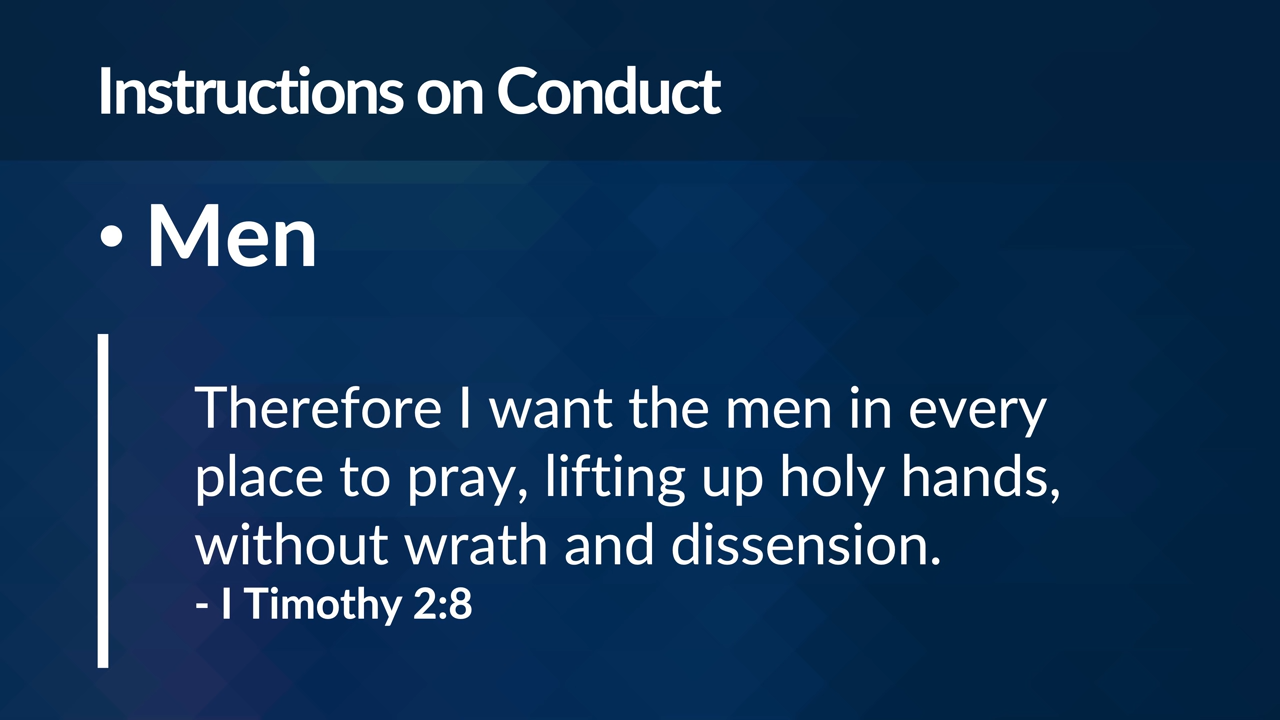 Instructions on Conduct
• Men
Therefore I want the men in every
place to pray, lifting up holy hands,
without wrath and dissension.
- I Timothy 2:8